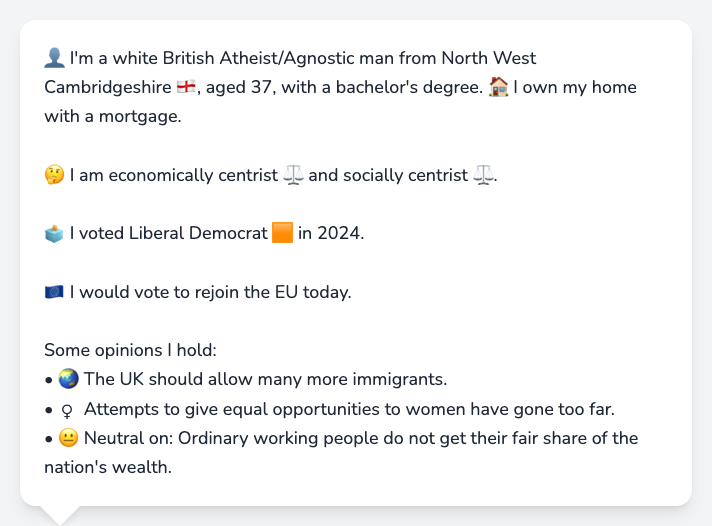 👤 I'm a white British Atheist/Agnostic man from North West
Cambridgeshire 🏴󠁧󠁢󠁥󠁮󠁧󠁿, aged 37, with a bachelor's degree. 🏠 I own my home
with a mortgage.
🤔 I am economically centrist ⚖️ and socially centrist ⚖️.
🗳️ I voted Liberal Democrat 🟧 in 2024.
🇪🇺 I would vote to rejoin the EU today.
Some opinions I hold:
• 🌏 The UK should allow many more immigrants.
• ♀ Attempts to give equal opportunities to women have gone too far.
• 😐 Neutral on: Ordinary working people do not get their fair share of the
nation's wealth.